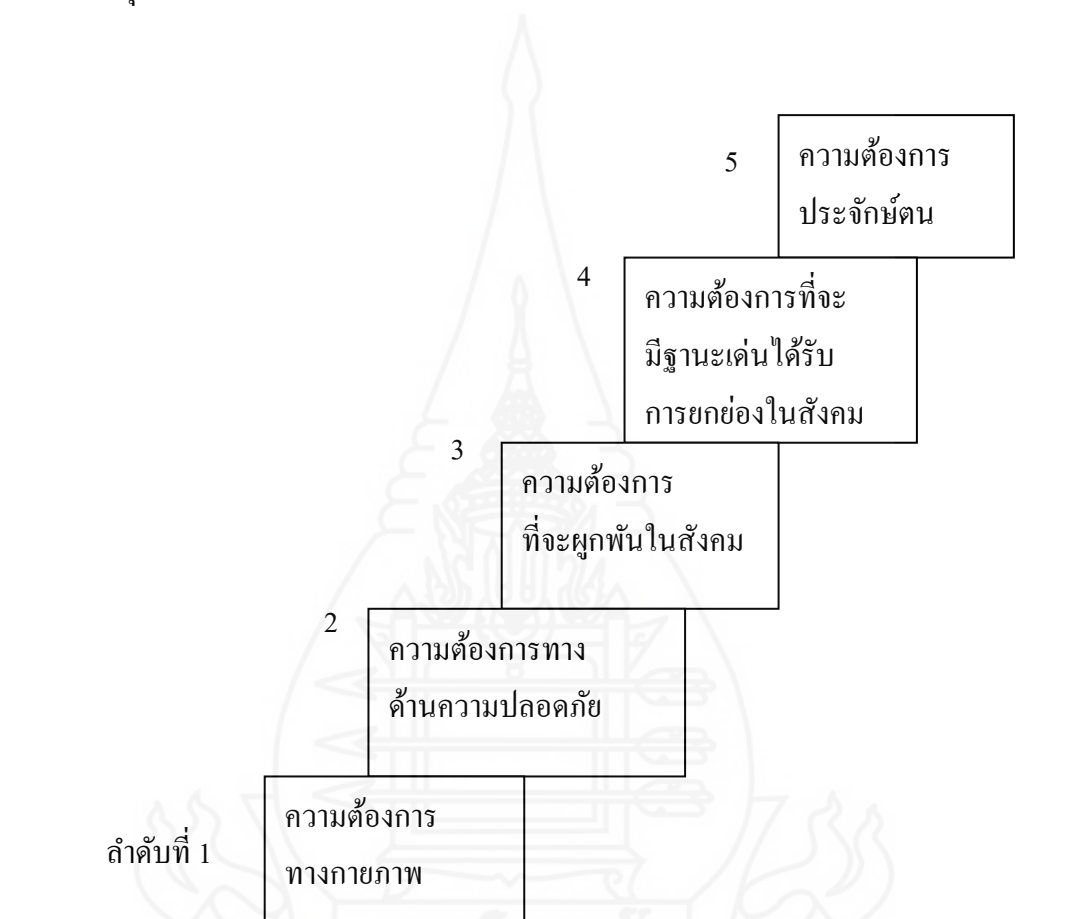 5
ความต้องการ
ประจักษ์ตน
4
ความต้องการที่จะ
มีฐานะเด่นได้รับ
การยกย่องในสังคม
3
ความต้องการ
ที่จะผูกพันในสังคม
2
ความต้องการทาง
ด้านความปลอดภัย
ลำดับที่ 1
ความต้องการ
ทางกายภาพ